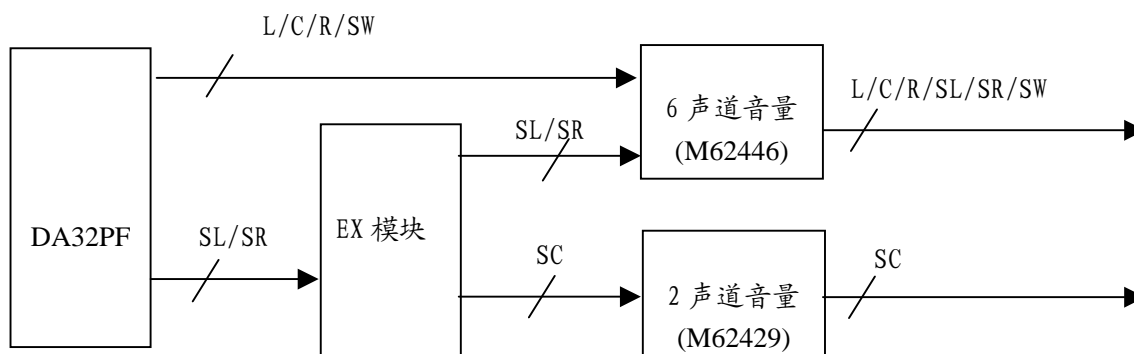 L/C/R/SW
6 声道音量
(M62446)
L/C/R/SL/SR/SW
SL/SR
DA32PF
SL/SR
EX 模块
SC
2 声道音量
(M62429)
SC